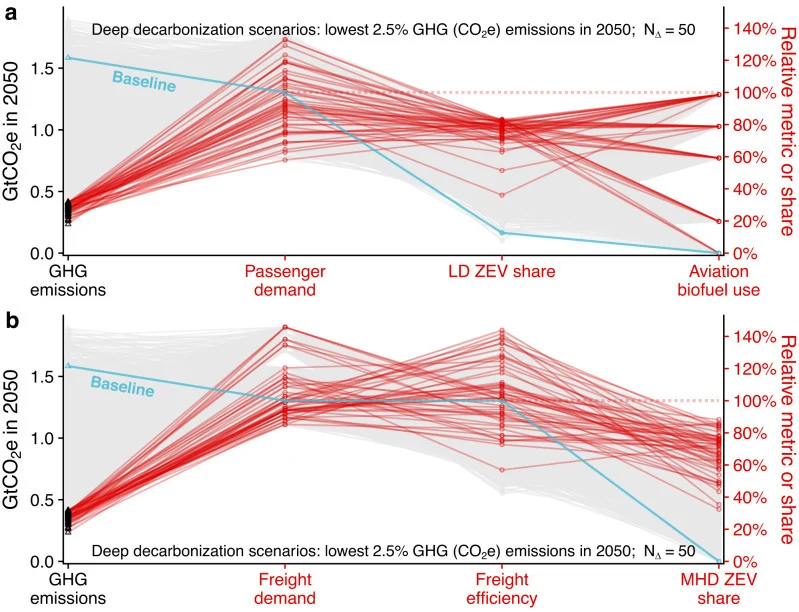 a
Deep decarbonization scenarios: lowest 2.5% GHG (CO₂e) emissions in 2050; N△ = 50
GtCO₂e in 2050
1.5
1.0
0.5
0.0
Baseline
140%
120%
100%
80%
60%
40%
20%
0%
Relative metric or share
GHG
emissions
Passenger
demand
LD ZEV share
Aviation
biofuel use
b
GtCO₂e in 2050
1.5
1.0
0.5
0.0
Baseline
140%
120%
100%
80%
60%
40%
20%
0%
Relative metric or share
Deep decarbonization scenarios: lowest 2.5% GHG (CO₂e) emissions in 2050; N△ = 50
GHG
emissions
Freight
demand
Freight
efficiency
MHD ZEV
share